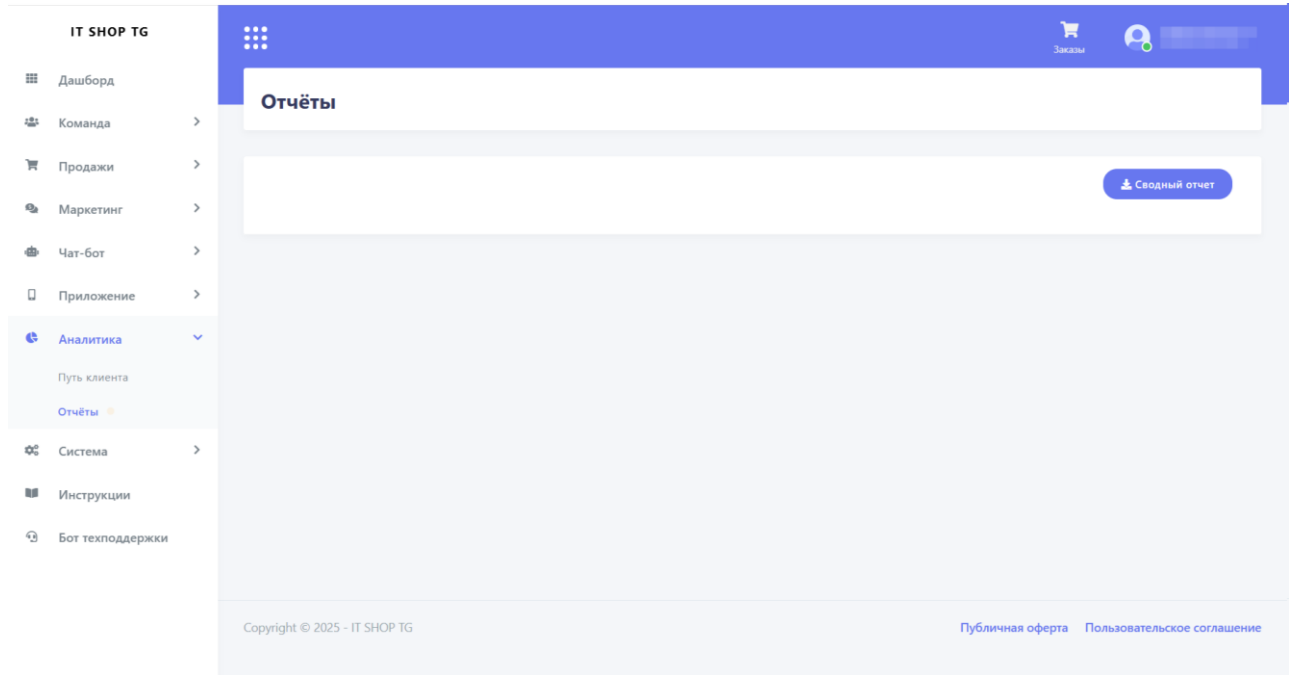 IT SHOP TG
Заказы
Дашборд
Команда
Продажи
Маркетинг
Чат-бот
Приложение
Аналитика
Путь клиента
Отчёты
Система
Инструкции
Бот техподдержки
Отчёты
Сводный отчет
Copyright © 2025 - IT SHOP TG
Публичная оферта Пользовательское соглашение